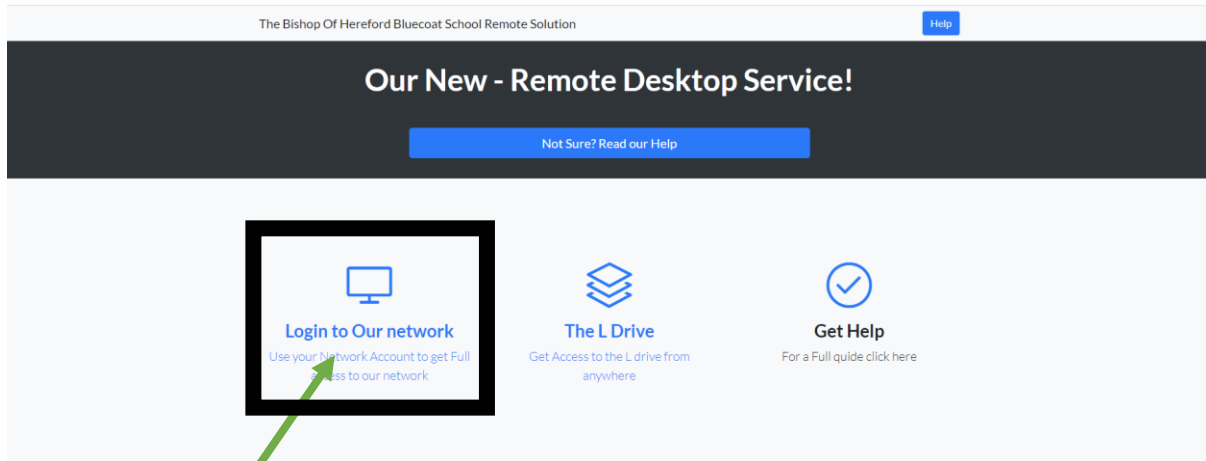 The Bishop Of Hereford Bluecoat School Remote Solution
Help
Our New - Remote Desktop Service!
Not Sure? Read our Help
Login to Our network
Use your Network Account to get Full
access to our network
The L Drive
Get Access to the L drive from
anywhere
Get Help
For a Full quide click here